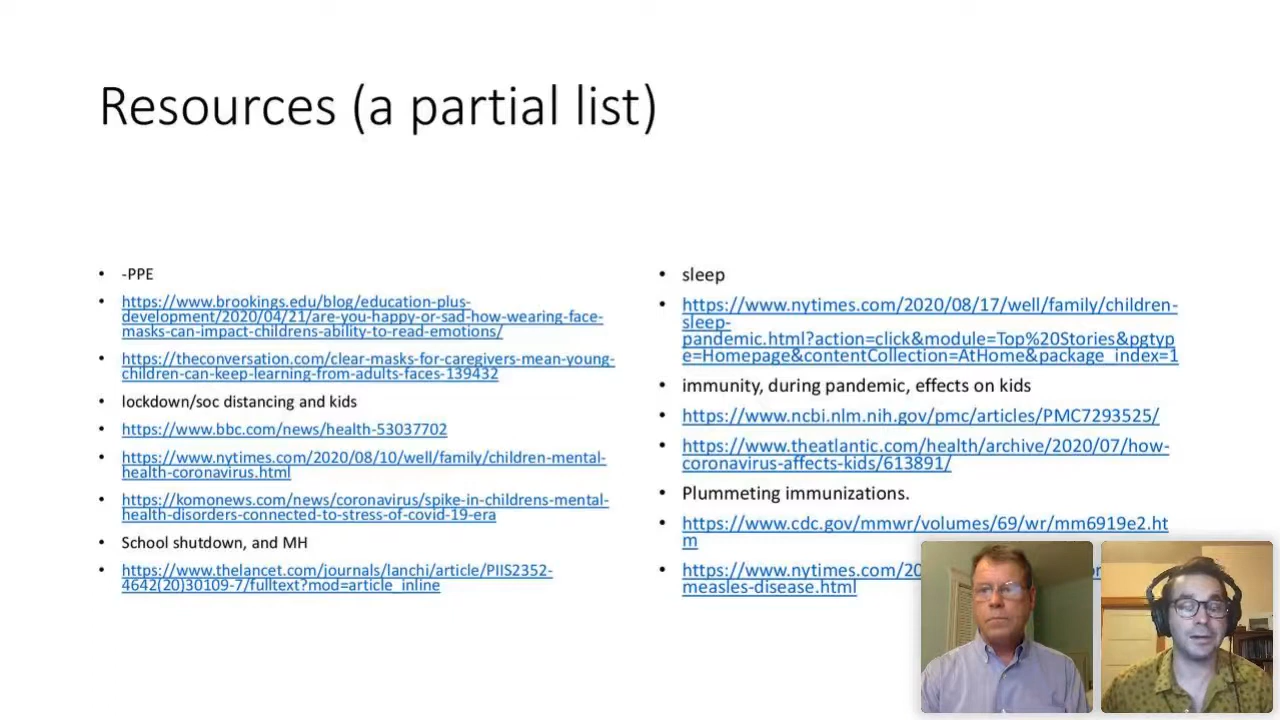 Resources (a partial list)
• -PPE
• https://www.brookings.edu/blog/education-plus-
development/2020/04/21/are-you-happy-or-sad-how-wearing-face-
masks-can-impact-childrens-ability-to-read-emotions/
• https://theconversation.com/clear-masks-for-caregivers-mean-young-
children-can-keep-learning-from-adults-faces-139432
• lockdown/soc distancing and kids
• https://www.bbc.com/news/health-53037702
• https://www.nytimes.com/2020/08/10/well/family/children-mental-
health-coronavirus.html
• https://komonews.com/news/coronavirus/spike-in-childrens-mental-
health-disorders-connected-to-stress-of-covid-19-era
• School shutdown, and MH
• https://www.thelancet.com/journals/lanchi/article/PIIS2352-
4642(20)30109-7/fulltext?mod=article_inline
• sleep
• https://www.nytimes.com/2020/08/17/well/family/children-
sleep-
pandemic.html?action=click&module=Top%20Stories&pgtyp
e=Homepage&contentCollection=AtHome&package_index=1
• immunity, during pandemic, effects on kids
• https://www.ncbi.nlm.nih.gov/pmc/articles/PMC7293525/
• https://www.theatlantic.com/health/archive/2020/07/how-
coronavirus-affects-kids/613891/
• Plummeting immunizations.
• https://www.cdc.gov/mmwr/volumes/69/wr/mm6919e2.ht
m
• https://www.nytimes.com/20
measles-disease.html